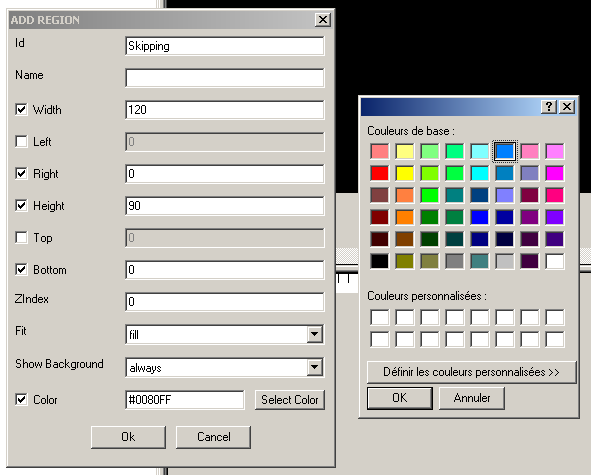 ADD REGION
Id Skipping
Name
Width 120
Left 0
Right 0
Height 90
Top 0
Bottom 0
ZIndex 0
Fit fill
Show Background always
Color #0080FF Select Color
Ok Cancel
Couleurs de base :
Couleurs personnalisées :
Définir les couleurs personnalisées >>
OK Annuler